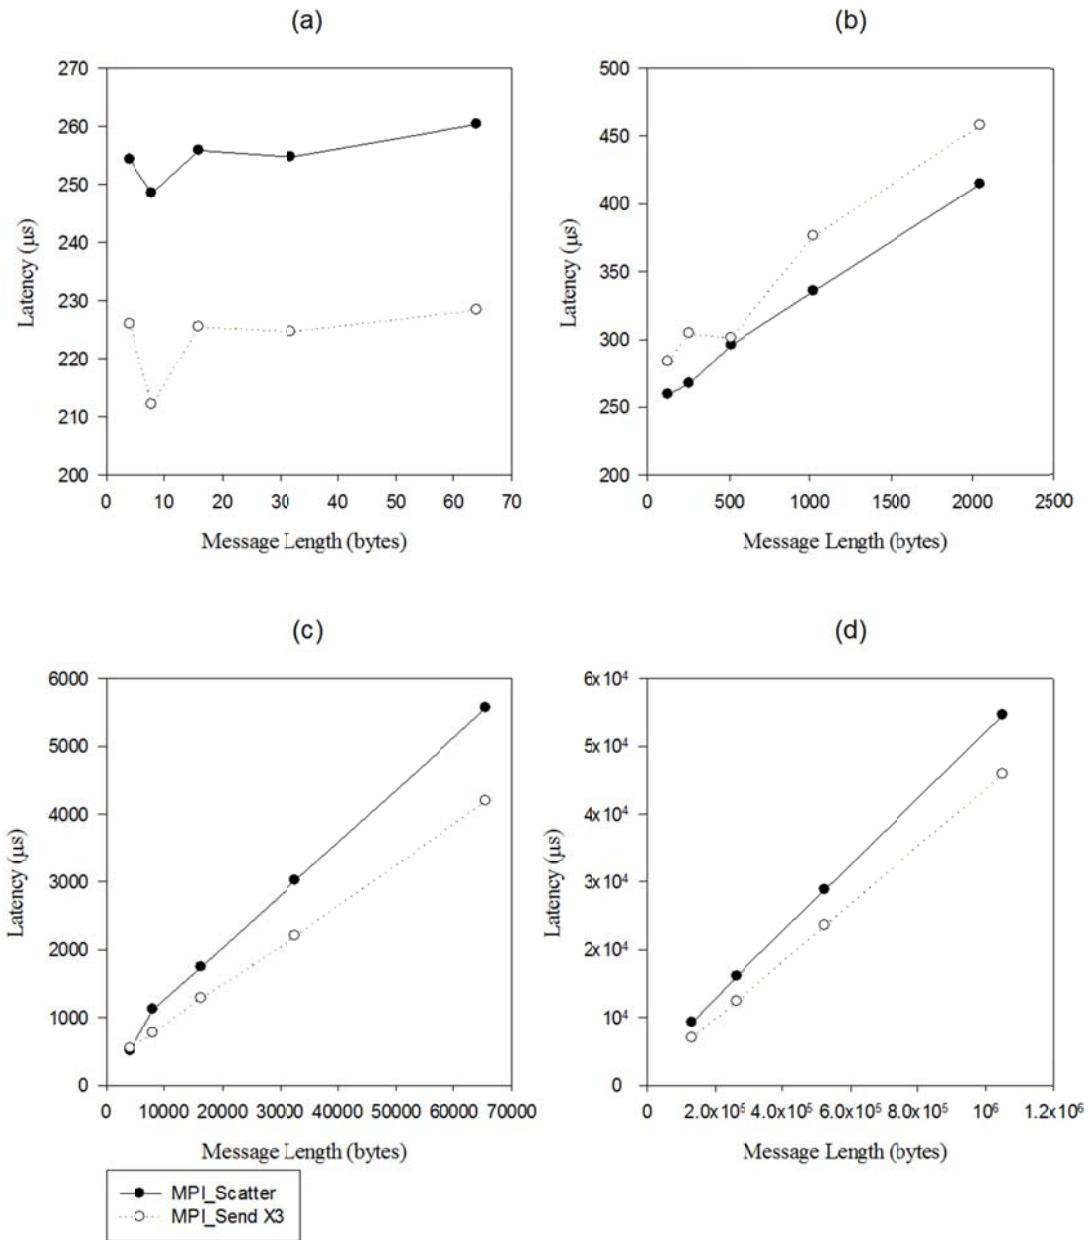 (a)
270
260
250
240
230
220
210
200
Latency (µs)
0 10 20 30 40 50 60 70
Message Length (bytes)
(b)
500
450
400
350
300
250
200
Latency (µs)
0 500 1000 1500 2000 2500
Message Length (bytes)
(c)
6000
5000
4000
3000
2000
1000
0
Latency (µs)
0 10000 20000 30000 40000 50000 60000 70000
Message Length (bytes)
(d)
6x10⁴
5x10⁴
4x10⁴
3x10⁴
2x10⁴
10⁴
0
Latency (µs)
0 2.0x10⁵ 4.0x10⁵ 6.0x10⁵ 8.0x10⁵ 10⁶ 1.2x10⁶
Message Length (bytes)
MPI_Scatter
MPI_Send X3